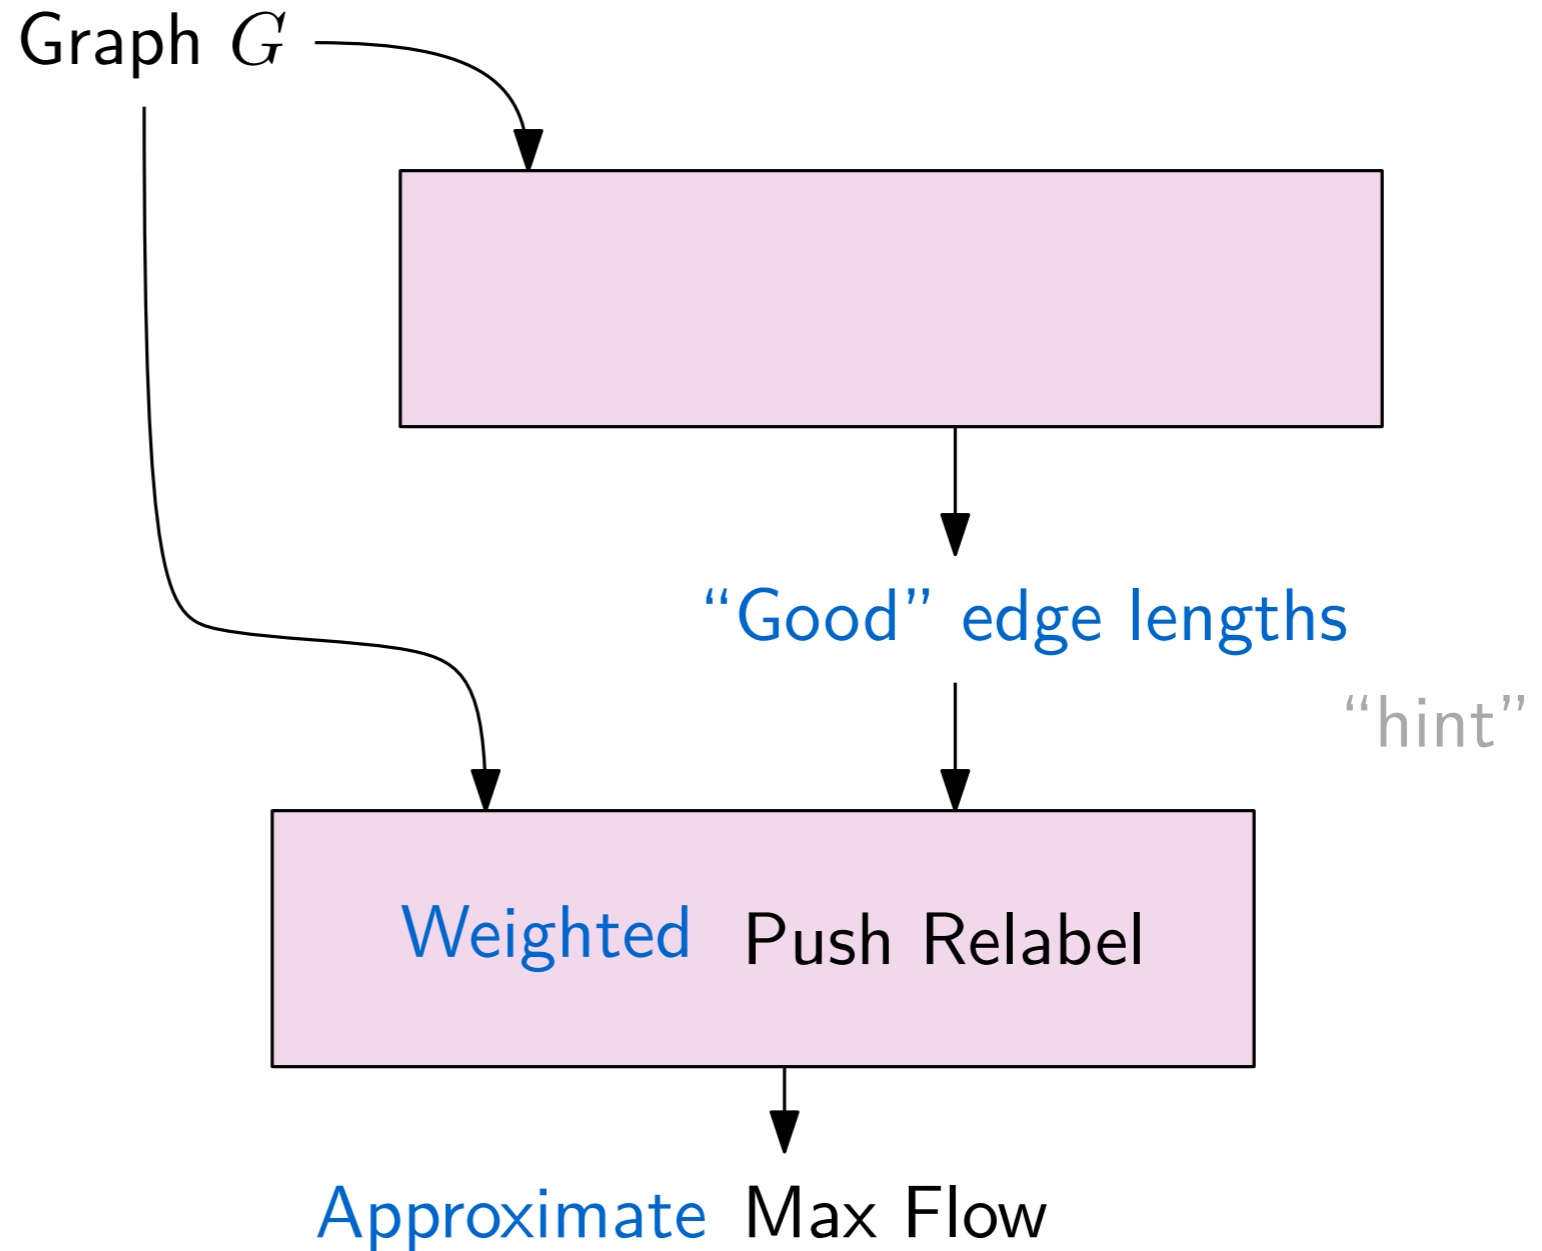 Graph G
“Good” edge lengths
“hint”
Weighted Push Relabel
Approximate Max Flow